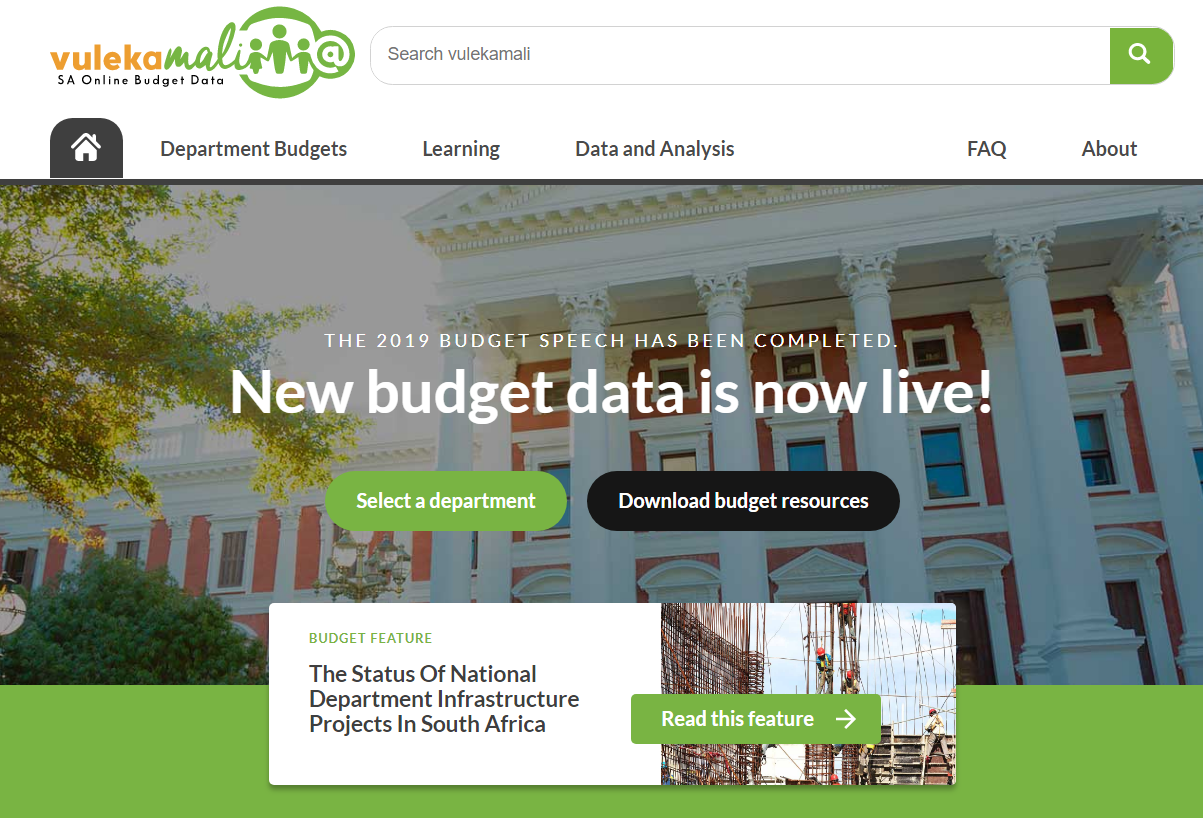 vulekamali@
SA Online Budget Data
Search vulekamali
Department Budgets
Learning
Data and Analysis
FAQ
About
THE 2019 BUDGET SPEECH HAS BEEN COMPLETED.
New budget data is now live!
Select a department
Download budget resources
BUDGET FEATURE
The Status Of National
Department Infrastructure
Projects In South Africa
Read this feature